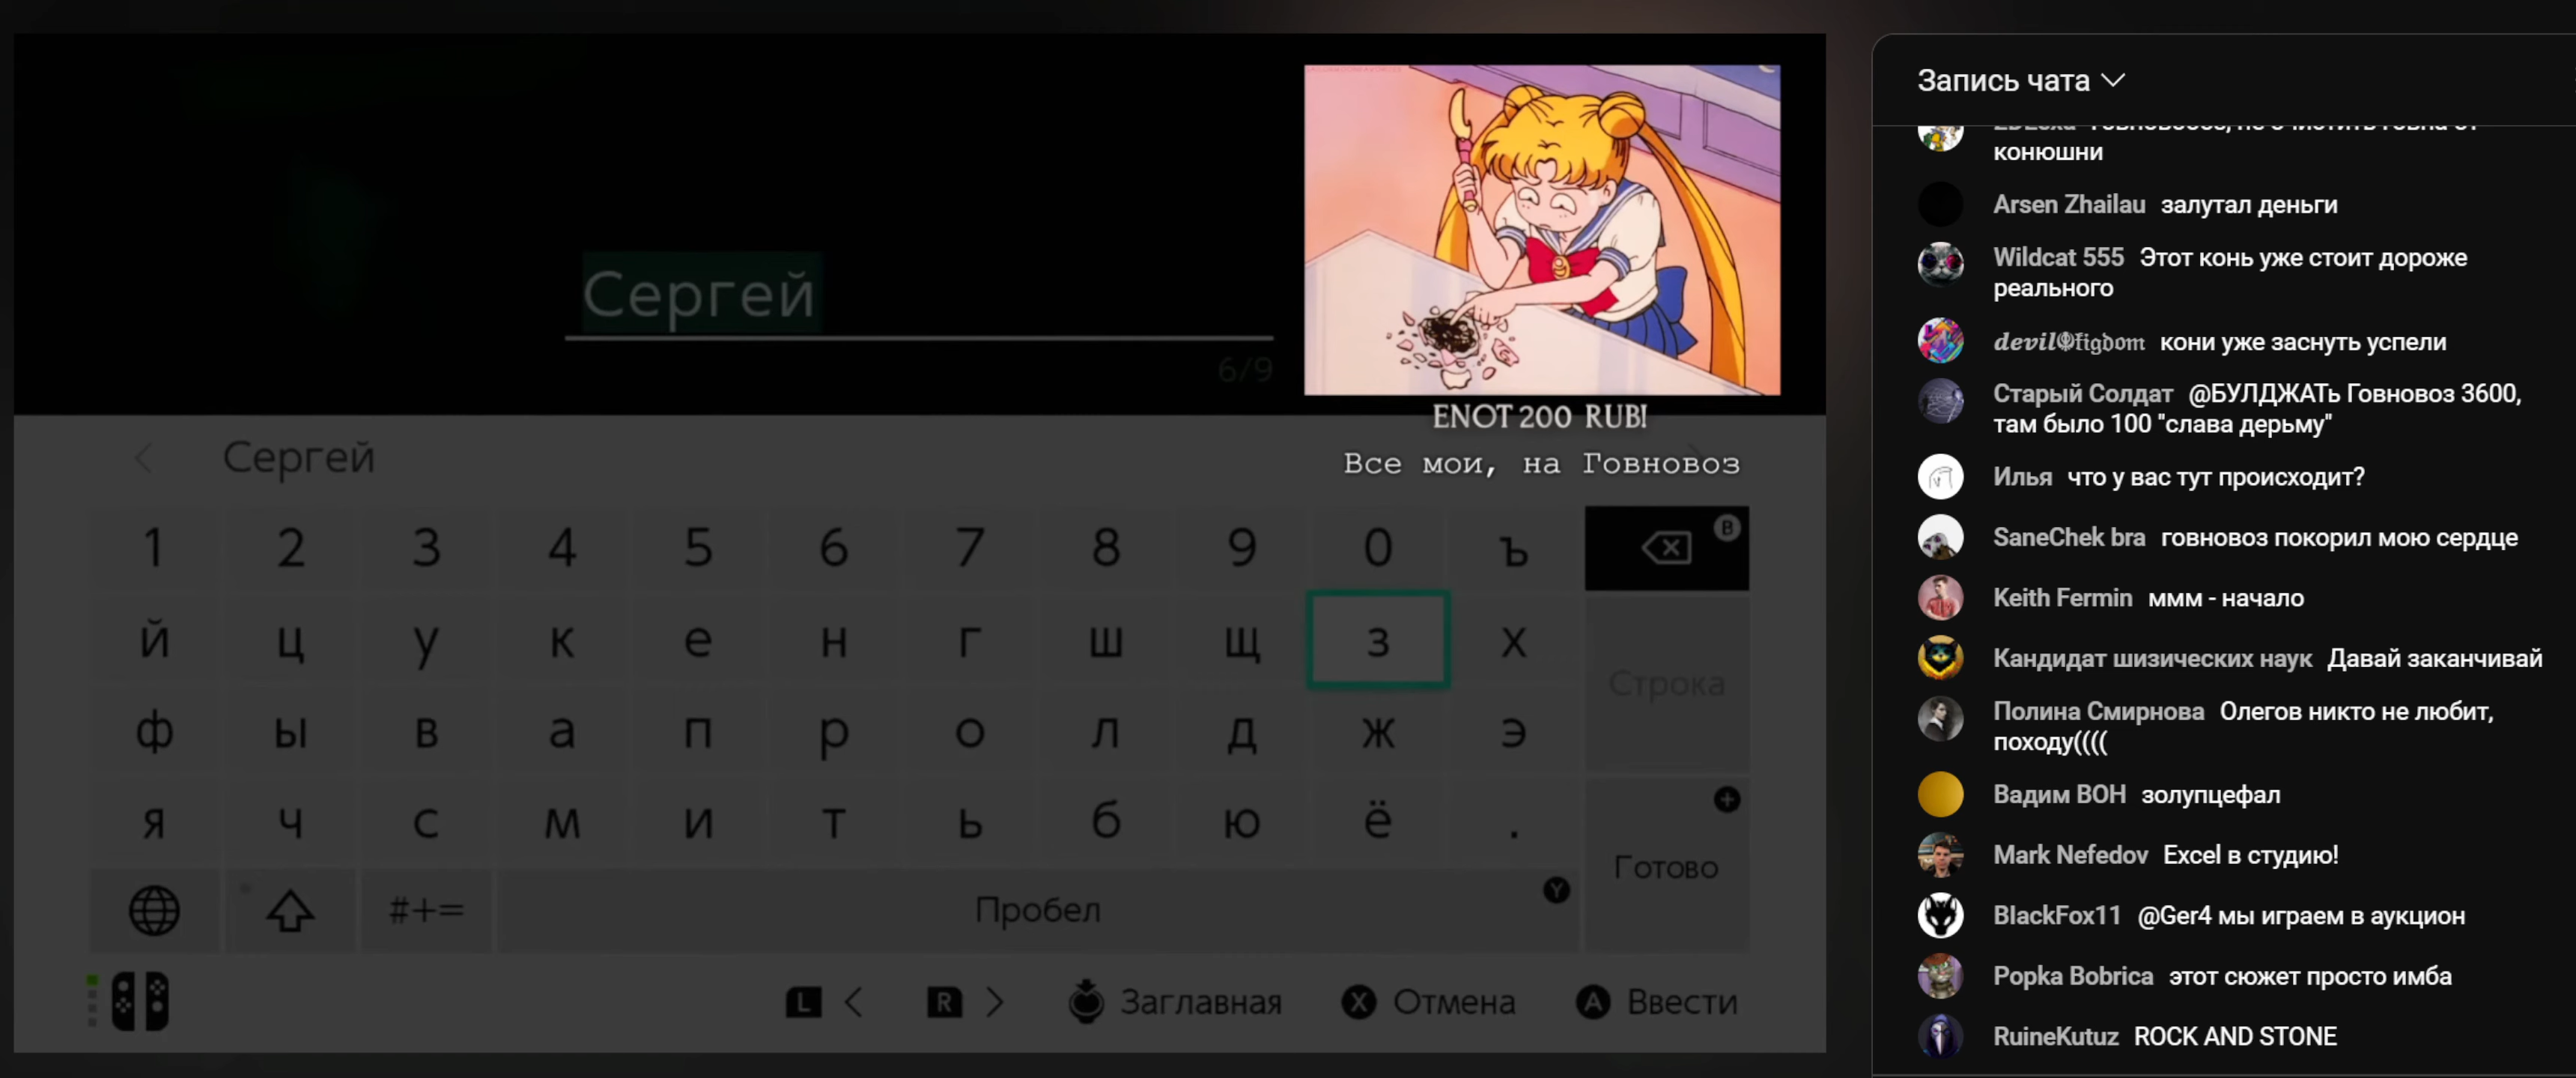 Сергей
6/9
ENOT 200 RUB!
Все мои, на Говновоз
Сергей
1 2 3 4 5 6 7 8 9 0 ъ
B
й ц у к е н г ш щ з х
Строка
ф ы в а п р о л д ж э
я ч с м и т ь б ю ё .
Готово
#+=
Пробел
Y
L < R > Заглавная X Отмена A Ввести
Запись чата
конюшни
Arsen Zhailau залутал деньги
Wildcat 555 Этот конь уже стоит дороже
реального
devil figdom кони уже заснуть успели
Старый Солдат @БУЛДЖАТЬ Говновоз 3600,
там было 100 "слава дерьму"
Илья что у вас тут происходит?
SaneChek bra говновоз покорил мою сердце
Keith Fermin ммм - начало
Кандидат шизических наук Давай заканчивай
Полина Смирнова Олегов никто не любит,
походу((((
Вадим ВОН золупцефал
Mark Nefedov Excel в студию!
BlackFox11 @Ger4 мы играем в аукцион
Popka Bobrica этот сюжет просто имба
RuineKutuz ROCK AND STONE